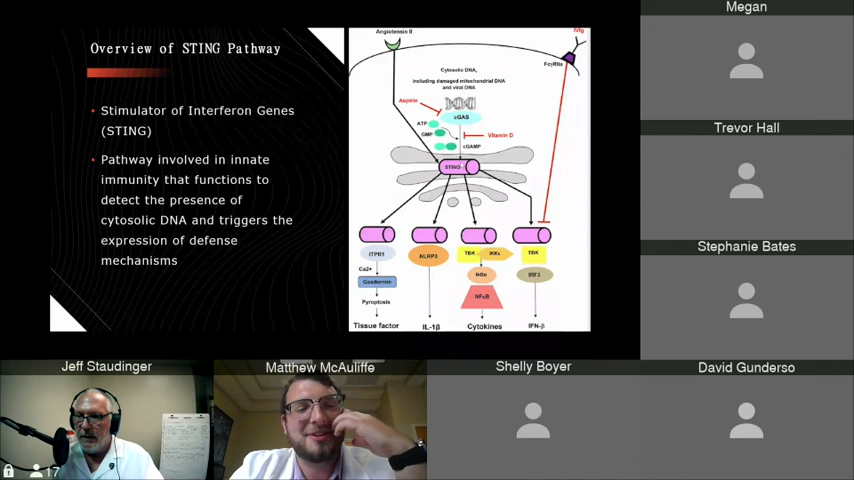 Overview of STING Pathway
• Stimulator of Interferon Genes
(STING)
• Pathway involved in innate
immunity that functions to
detect the presence of
cytosolic DNA and triggers the
expression of defense
mechanisms
Angiotensin II
IVIg
FcγRIIa
Cytosolic DNA,
including damaged mitochondrial DNA
and viral DNA
Aspirin
cGAS
ATP
GMP
Vitamin D
cGAMP
STING
ITPR1
NLRP3
TBK
IKKε
TBK
Ca2+
IκBα
IRF3
Gasdermin
NFκB
Pyroptosis
Tissue factor
IL-1β
Cytokines
IFN-β
Megan
Trevor Hall
Stephanie Bates
Jeff Staudinger
Matthew McAuliffe
Shelly Boyer
David Gunderso
17